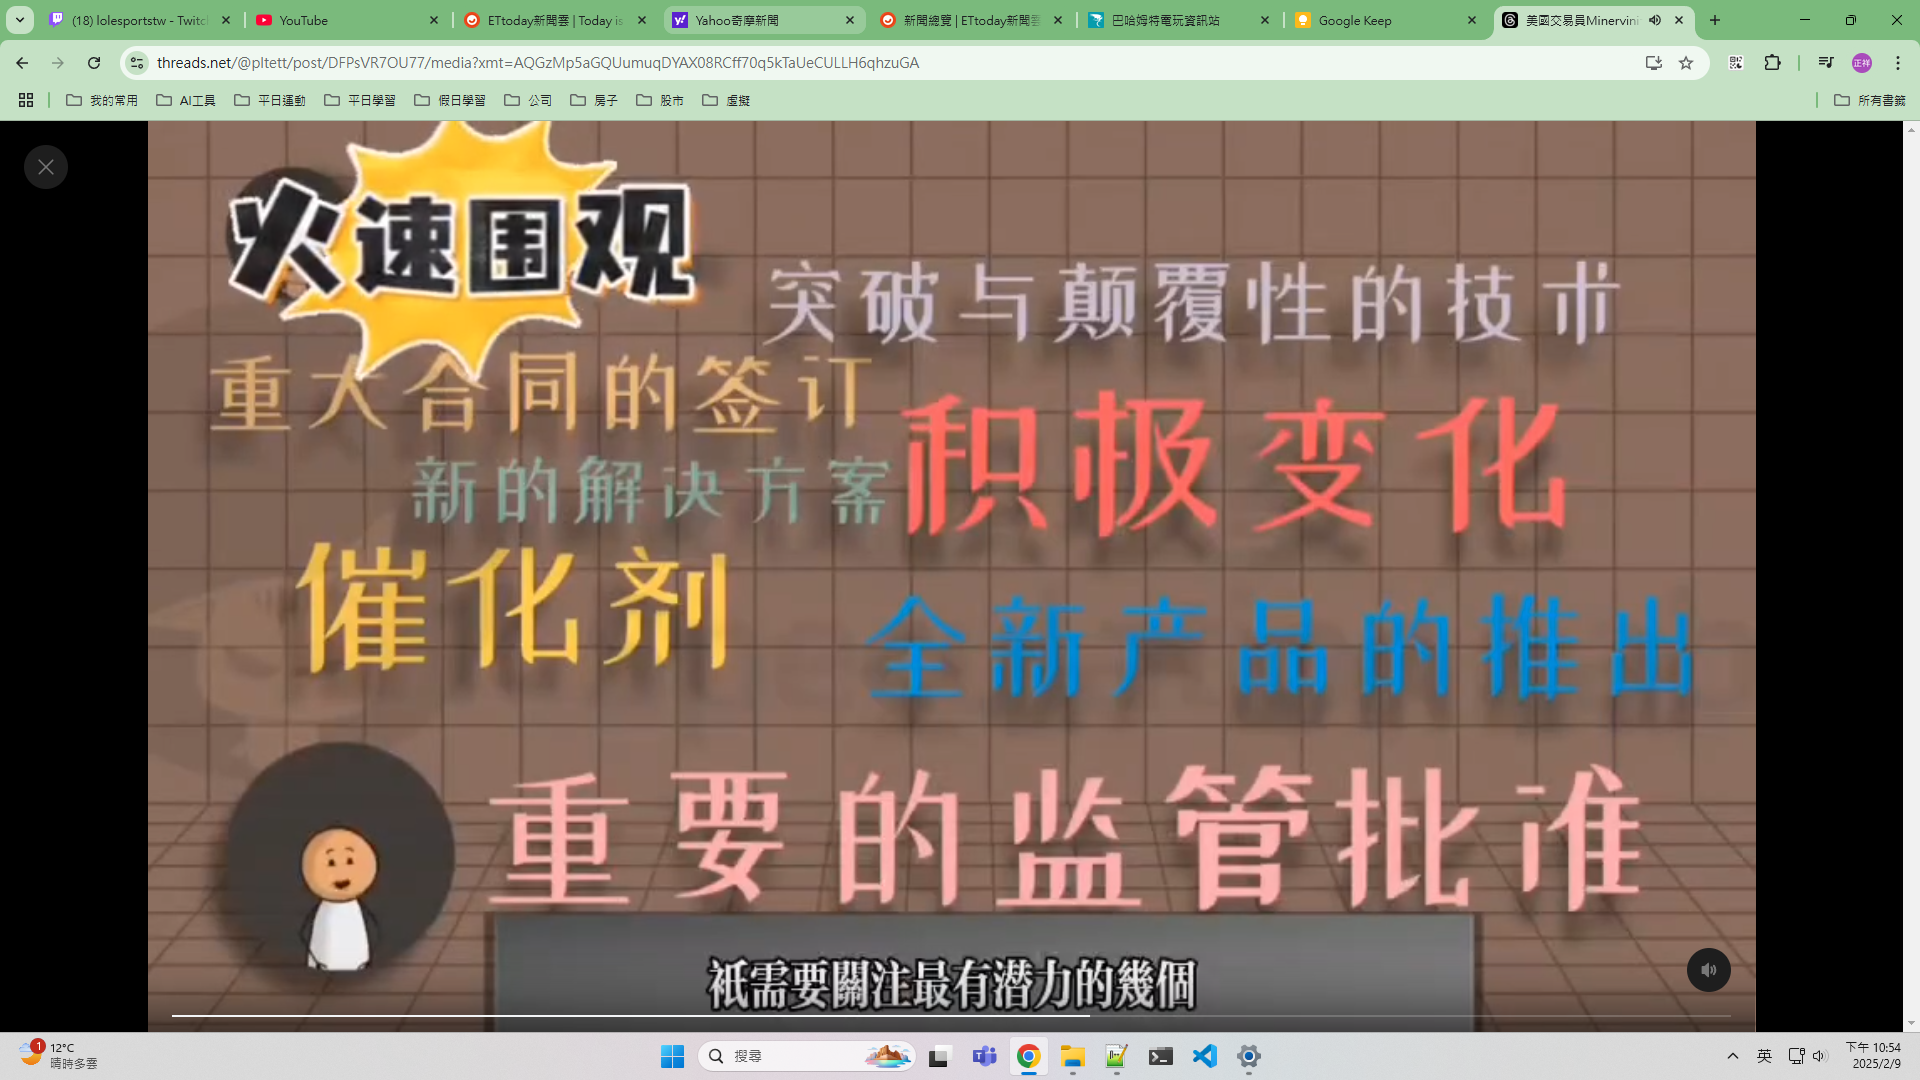 (18) lolesportstw - Twitch
YouTube
ETtoday新聞雲 | Today is
Yahoo奇摩新聞
新聞總覽 | ETtoday新聞雲
巴哈姆特電玩資訊站
Google Keep
美國交易員Minervini
threads.net/@pltett/post/DFPsVR7OU77/media?xmt=AQGzMp5aGQUumuqDYAX08RCff70q5kTaUeCULLH6qhzuGA
正祥
我的常用
AI工具
平日運動
平日學習
假日學習
公司
房子
股市
虛擬
所有書籤
火速围观
突破与颠覆性的技术
重大合同的签订
积极变化
新的解决方案
催化剂
全新产品的推出
重要的监管批准
祇需要關注最有潜力的幾個
1
12°C
晴時多雲
搜尋
英
下午 10:54
2025/2/9